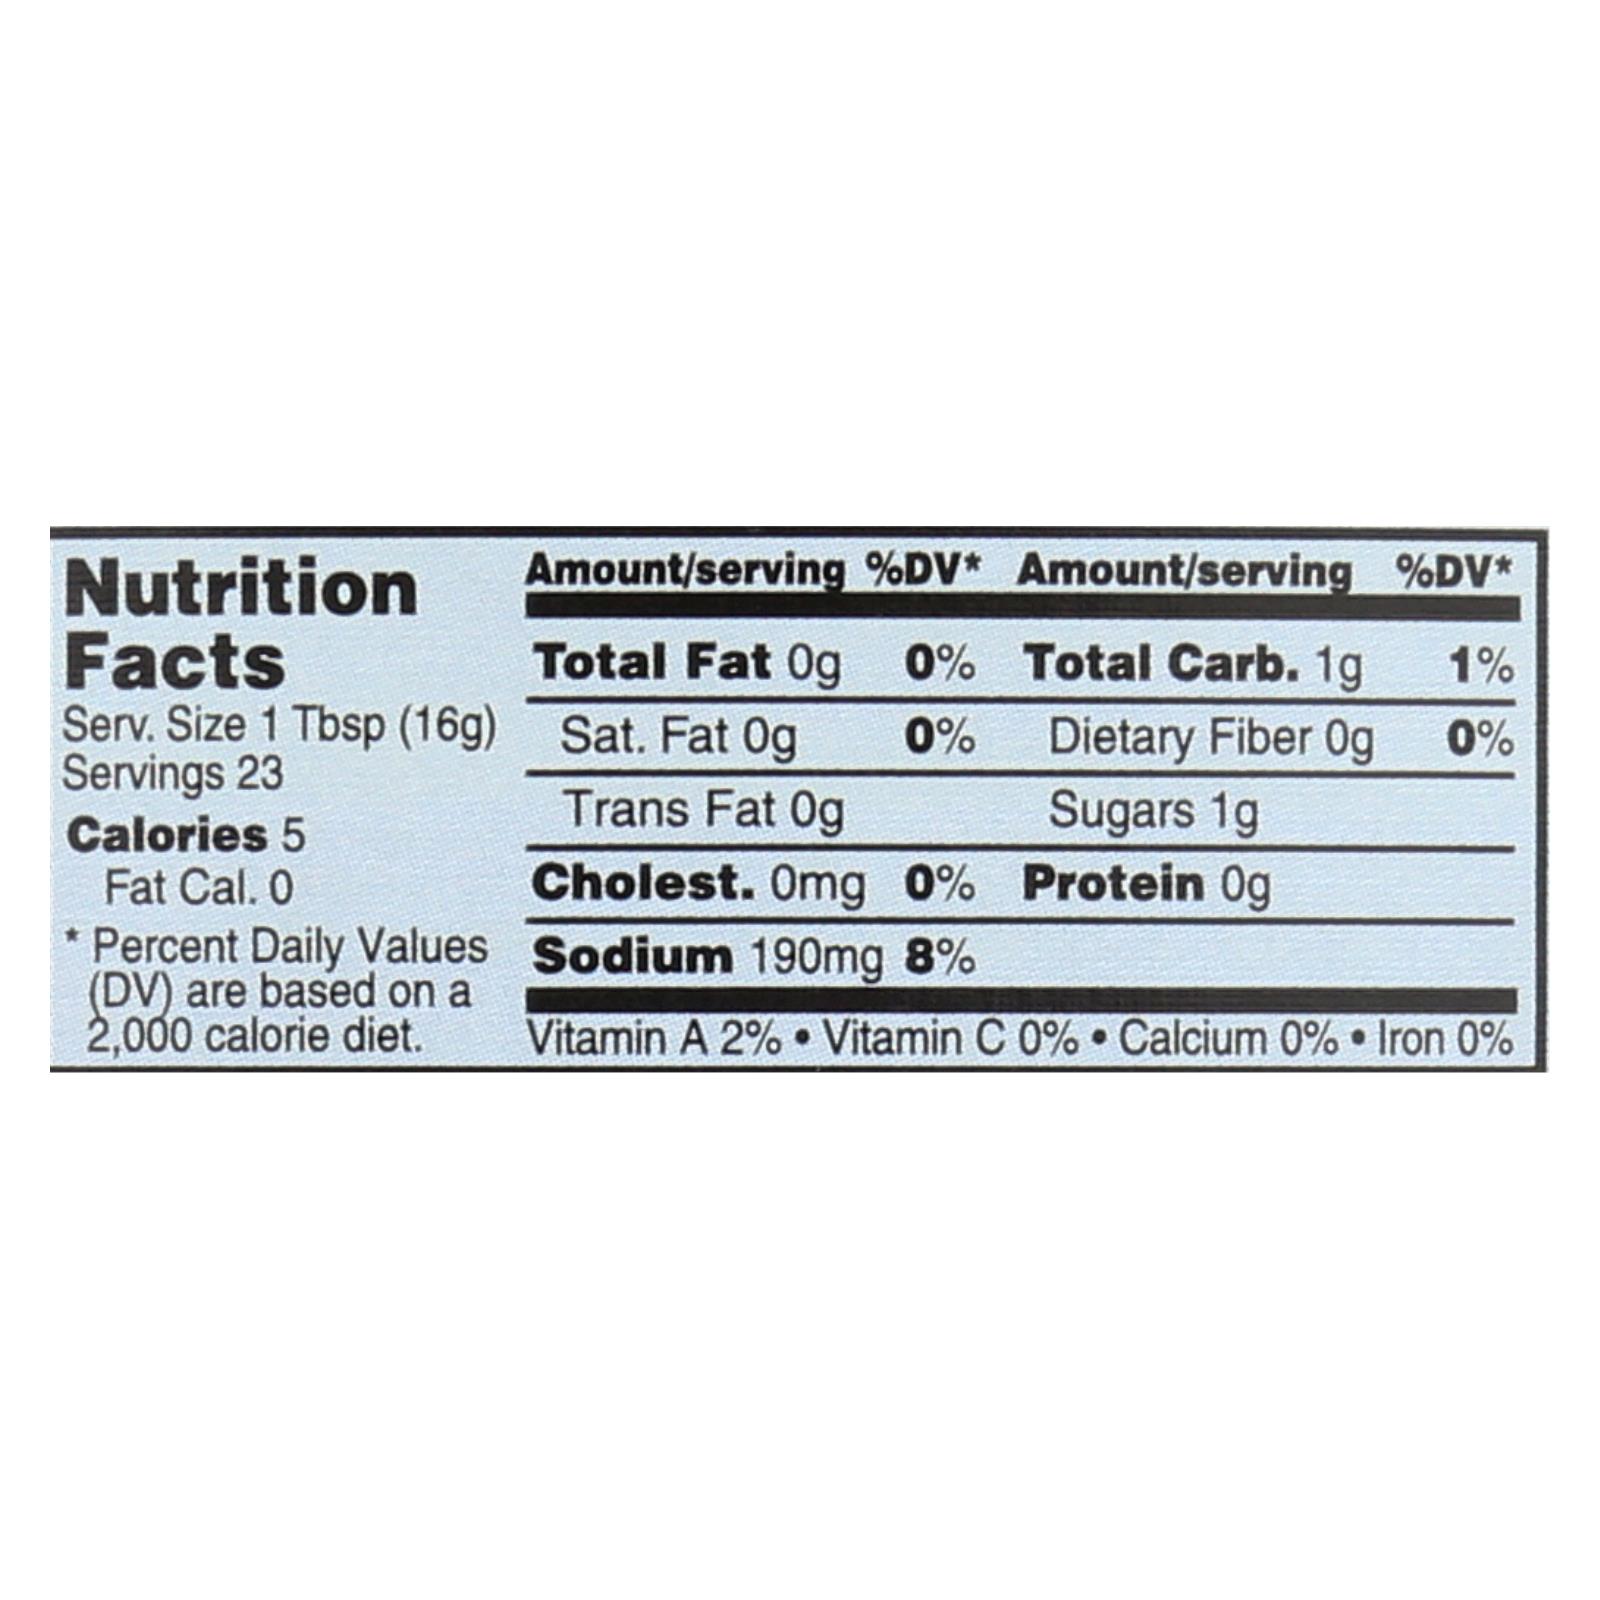 Nutrition
Facts
Serv. Size 1 Tbsp (16g)
Servings 23
Calories 5
Fat Cal. 0
* Percent Daily Values
(DV) are based on a
2,000 calorie diet.
Amount/serving %DV* Amount/serving %DV*
Total Fat 0g 0% Total Carb. 1g 1%
Sat. Fat 0g 0% Dietary Fiber 0g 0%
Trans Fat 0g Sugars 1g
Cholest. 0mg 0% Protein 0g
Sodium 190mg 8%
Vitamin A 2% • Vitamin C 0% • Calcium 0% • Iron 0%